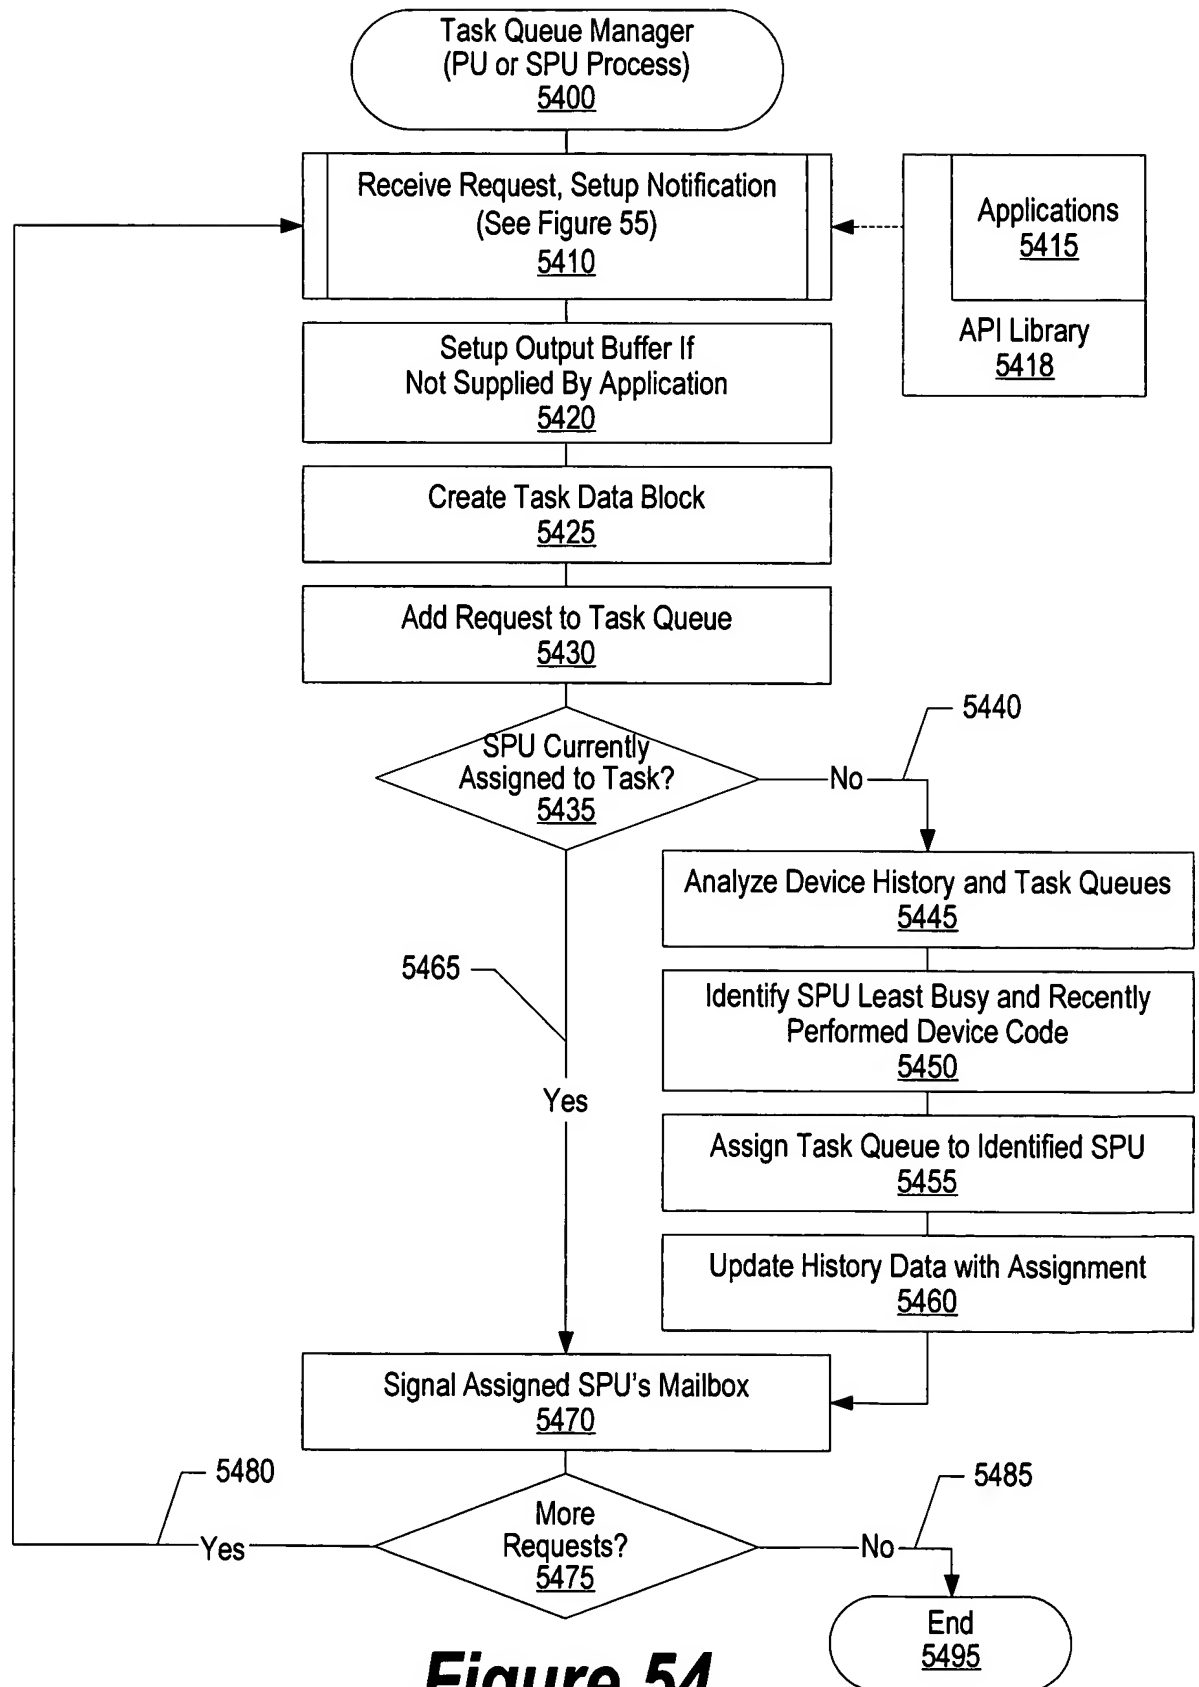 Task Queue Manager
(PU or SPU Process)
5400
Receive Request, Setup Notification
(See Figure 55)
5410
Applications
5415
API Library
5418
Setup Output Buffer If
Not Supplied By Application
5420
Create Task Data Block
5425
Add Request to Task Queue
5430
SPU Currently
Assigned to Task?
5435
No
5440
Analyze Device History and Task Queues
5445
Identify SPU Least Busy and Recently
Performed Device Code
5450
Assign Task Queue to Identified SPU
5455
Update History Data with Assignment
5460
5465
Yes
Signal Assigned SPU's Mailbox
5470
More
Requests?
5475
5480
Yes
No
5485
End
5495
Figure 54